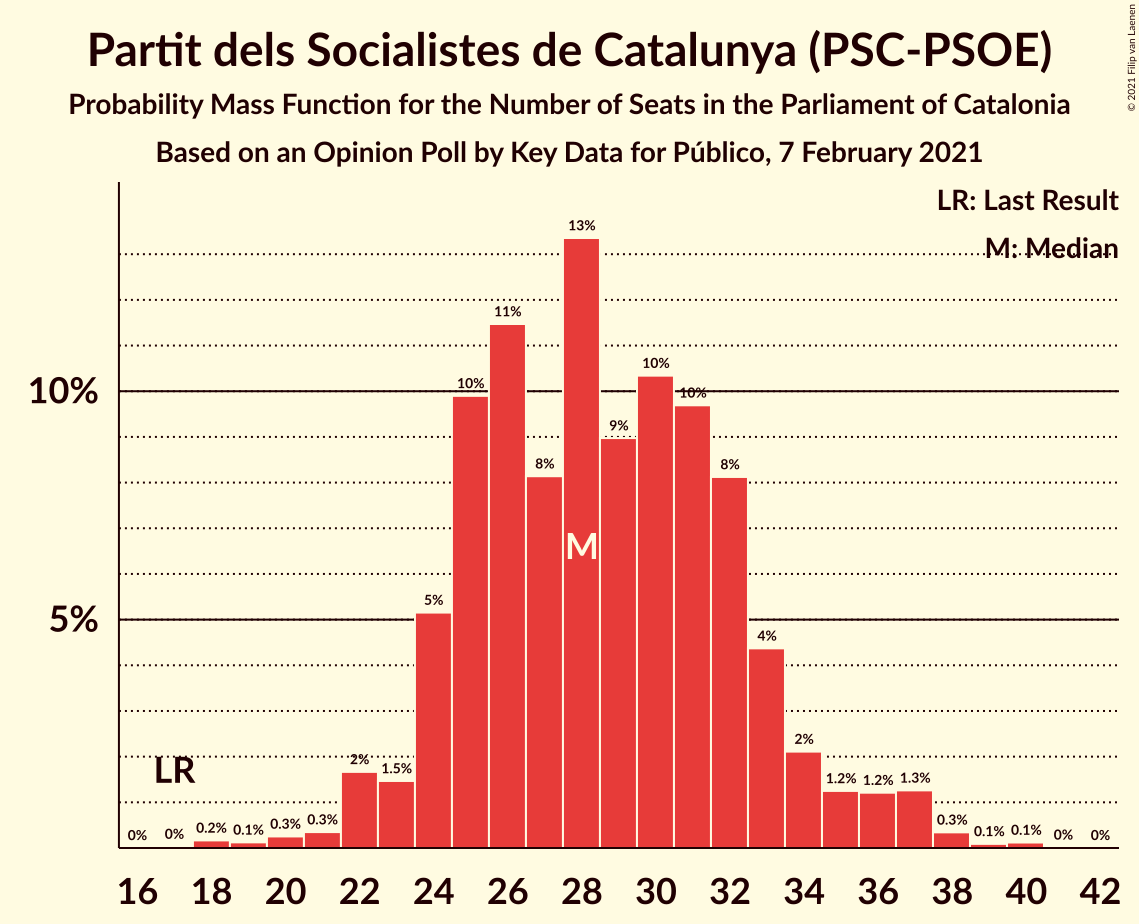 Partit dels Socialistes de Catalunya (PSC-PSOE)
Probability Mass Function for the Number of Seats in the Parliament of Catalonia
Based on an Opinion Poll by Key Data for Público, 7 February 2021
© 2021 Filip van Laenen
LR: Last Result
M: Median
10%
5%
0% 0% 0.2% 0.1% 0.3% 0.3% 2% 1.5% 5% 10% 11% 8% 13% 9% 10% 10% 8% 4% 2% 1.2% 1.2% 1.3% 0.3% 0.1% 0.1% 0% 0%
M
LR
16 18 20 22 24 26 28 30 32 34 36 38 40 42